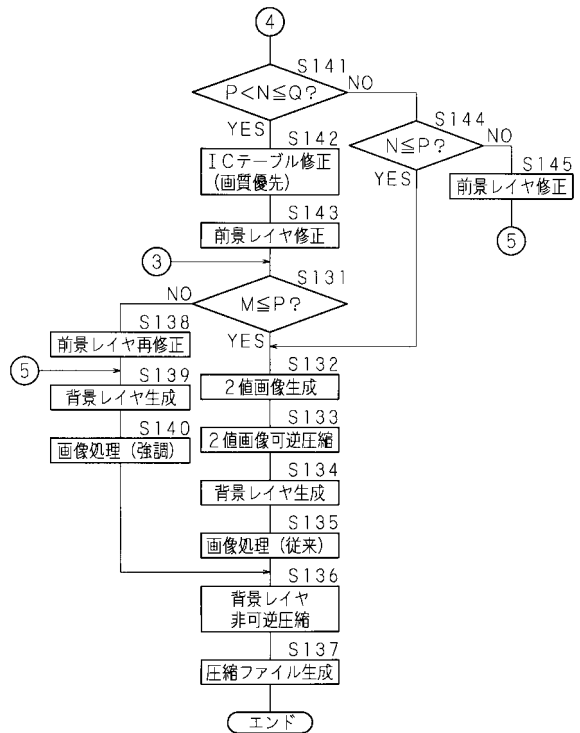 ④
S141
P<N≦Q?
NO
YES
S142
ICテーブル修正
(画質優先)
S144
N≦P?
NO
YES
S145
前景レイヤ修正
⑤
S143
前景レイヤ修正
③
S131
M≦P?
NO
YES
S138
前景レイヤ再修正
⑤
S139
背景レイヤ生成
S140
画像処理(強調)
S132
2値画像生成
S133
2値画像可逆圧縮
S134
背景レイヤ生成
S135
画像処理(従来)
S136
背景レイヤ
非可逆圧縮
S137
圧縮ファイル生成
エンド